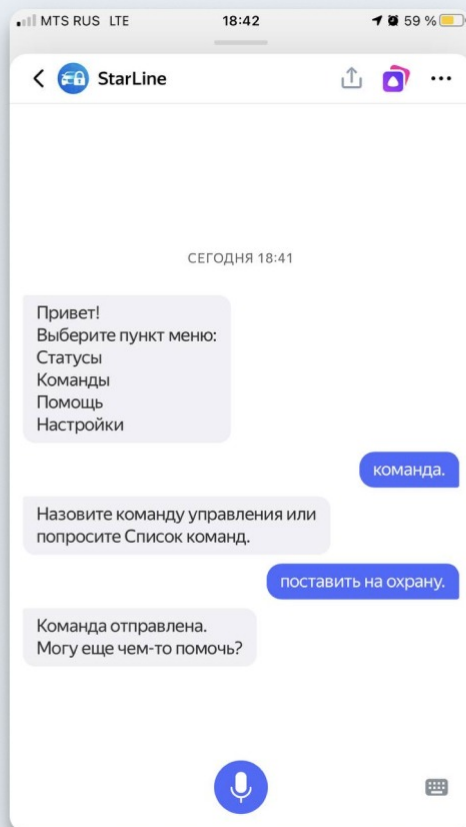 MTS RUS LTE 18:42 59 %
StarLine
СЕГОДНЯ 18:41
Привет!
Выберите пункт меню:
Статусы
Команды
Помощь
Настройки
команда.
Назовите команду управления или
попросите Список команд.
поставить на охрану.
Команда отправлена.
Могу еще чем-то помочь?